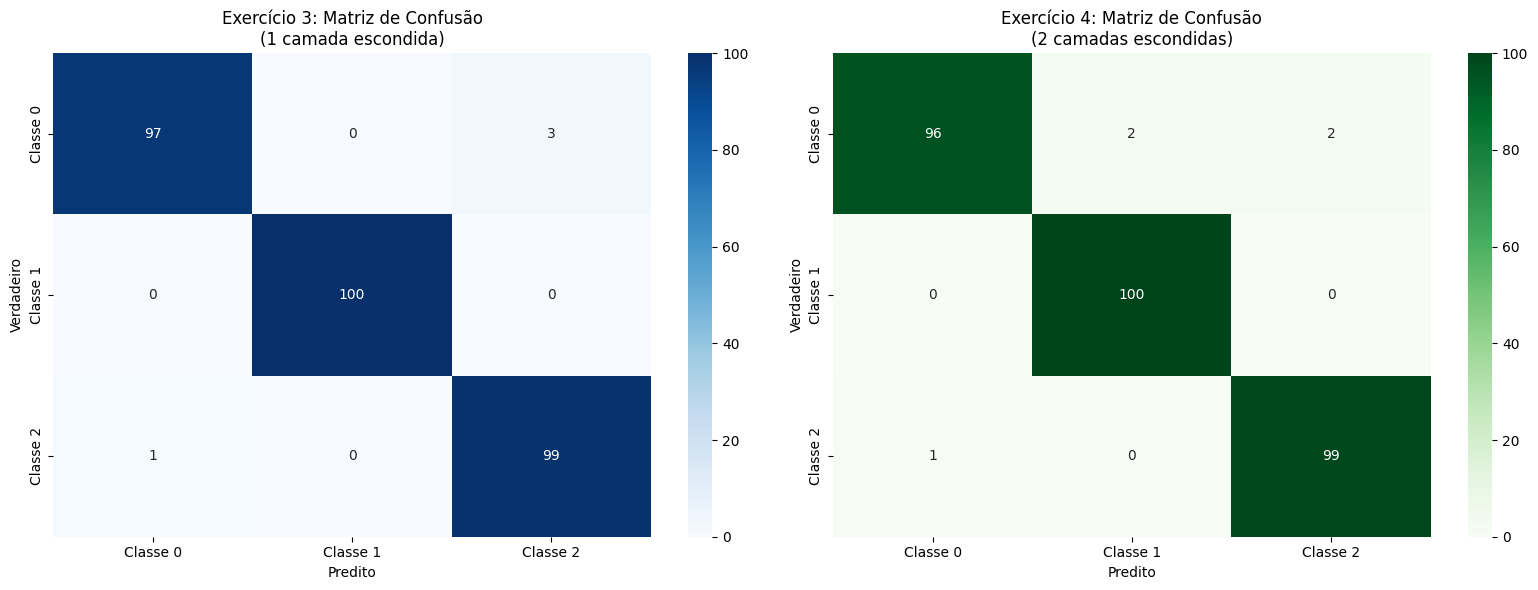 Exercício 3: Matriz de Confusão
(1 camada escondida)
Verdadeiro
Classe 0
97
0
3
Classe 1
0
100
0
Classe 2
1
0
99
Classe 0
Classe 1
Classe 2
Predito
100
80
60
40
20
0
Exercício 4: Matriz de Confusão
(2 camadas escondidas)
Verdadeiro
Classe 0
96
2
2
Classe 1
0
100
0
Classe 2
1
0
99
Classe 0
Classe 1
Classe 2
Predito
100
80
60
40
20
0